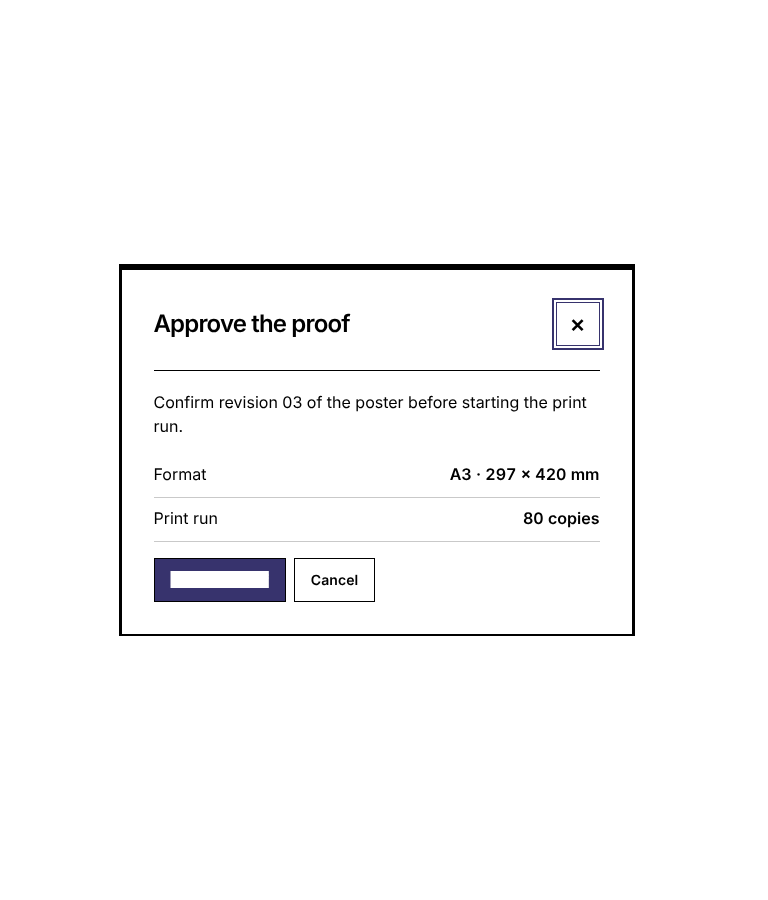 Approve the proof
×
Confirm revision 03 of the poster before starting the print
run.
Format
A3 · 297 × 420 mm
Print run
80 copies
Cancel